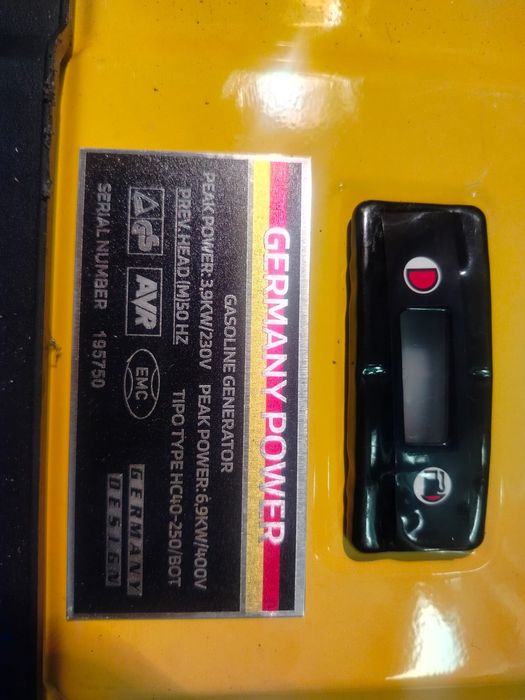 GERMANY POWER
GASOLINE GENERATOR
PEAK POWER: 3,9KW/230V PEAK POWER: 6,9KW/400V
PREV. HEAD (M)50 HZ TIPO TYPE HC40-250/BOT
GS AVR EMC GERMANY
DESIGN
SERIAL NUMBER 195750